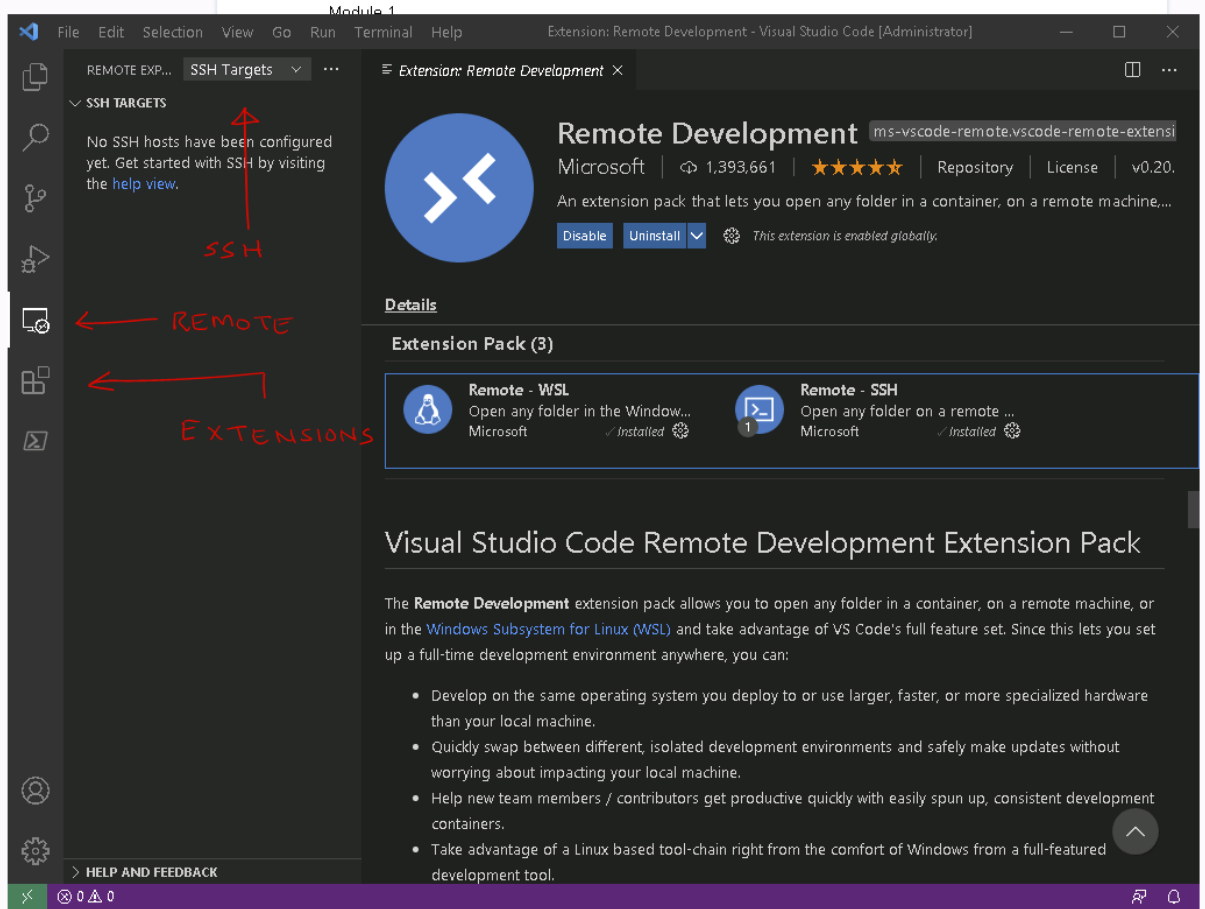 Module 1
File Edit Selection View Go Run Terminal Help Extension: Remote Development - Visual Studio Code [Administrator]
REMOTE EXP... SSH Targets
SSH TARGETS
No SSH hosts have been configured
yet. Get started with SSH by visiting
the help view.
SSH
REMOTE
EXTENSIONS
HELP AND FEEDBACK
Extension: Remote Development
Remote Development ms-vscode-remote.vscode-remote-extensi
Microsoft 1,393,661 Repository License v0.20.
An extension pack that lets you open any folder in a container, on a remote machine,...
Disable Uninstall This extension is enabled globally.
Details
Extension Pack (3)
Remote - WSL
Open any folder in the Window...
Microsoft Installed
Remote - SSH
Open any folder on a remote ...
1
Microsoft Installed
Visual Studio Code Remote Development Extension Pack
The Remote Development extension pack allows you to open any folder in a container, on a remote machine, or
in the Windows Subsystem for Linux (WSL) and take advantage of VS Code's full feature set. Since this lets you set
up a full-time development environment anywhere, you can:
• Develop on the same operating system you deploy to or use larger, faster, or more specialized hardware
than your local machine.
• Quickly swap between different, isolated development environments and safely make updates without
worrying about impacting your local machine.
• Help new team members / contributors get productive quickly with easily spun up, consistent development
containers.
• Take advantage of a Linux based tool-chain right from the comfort of Windows from a full-featured
development tool.
0 0